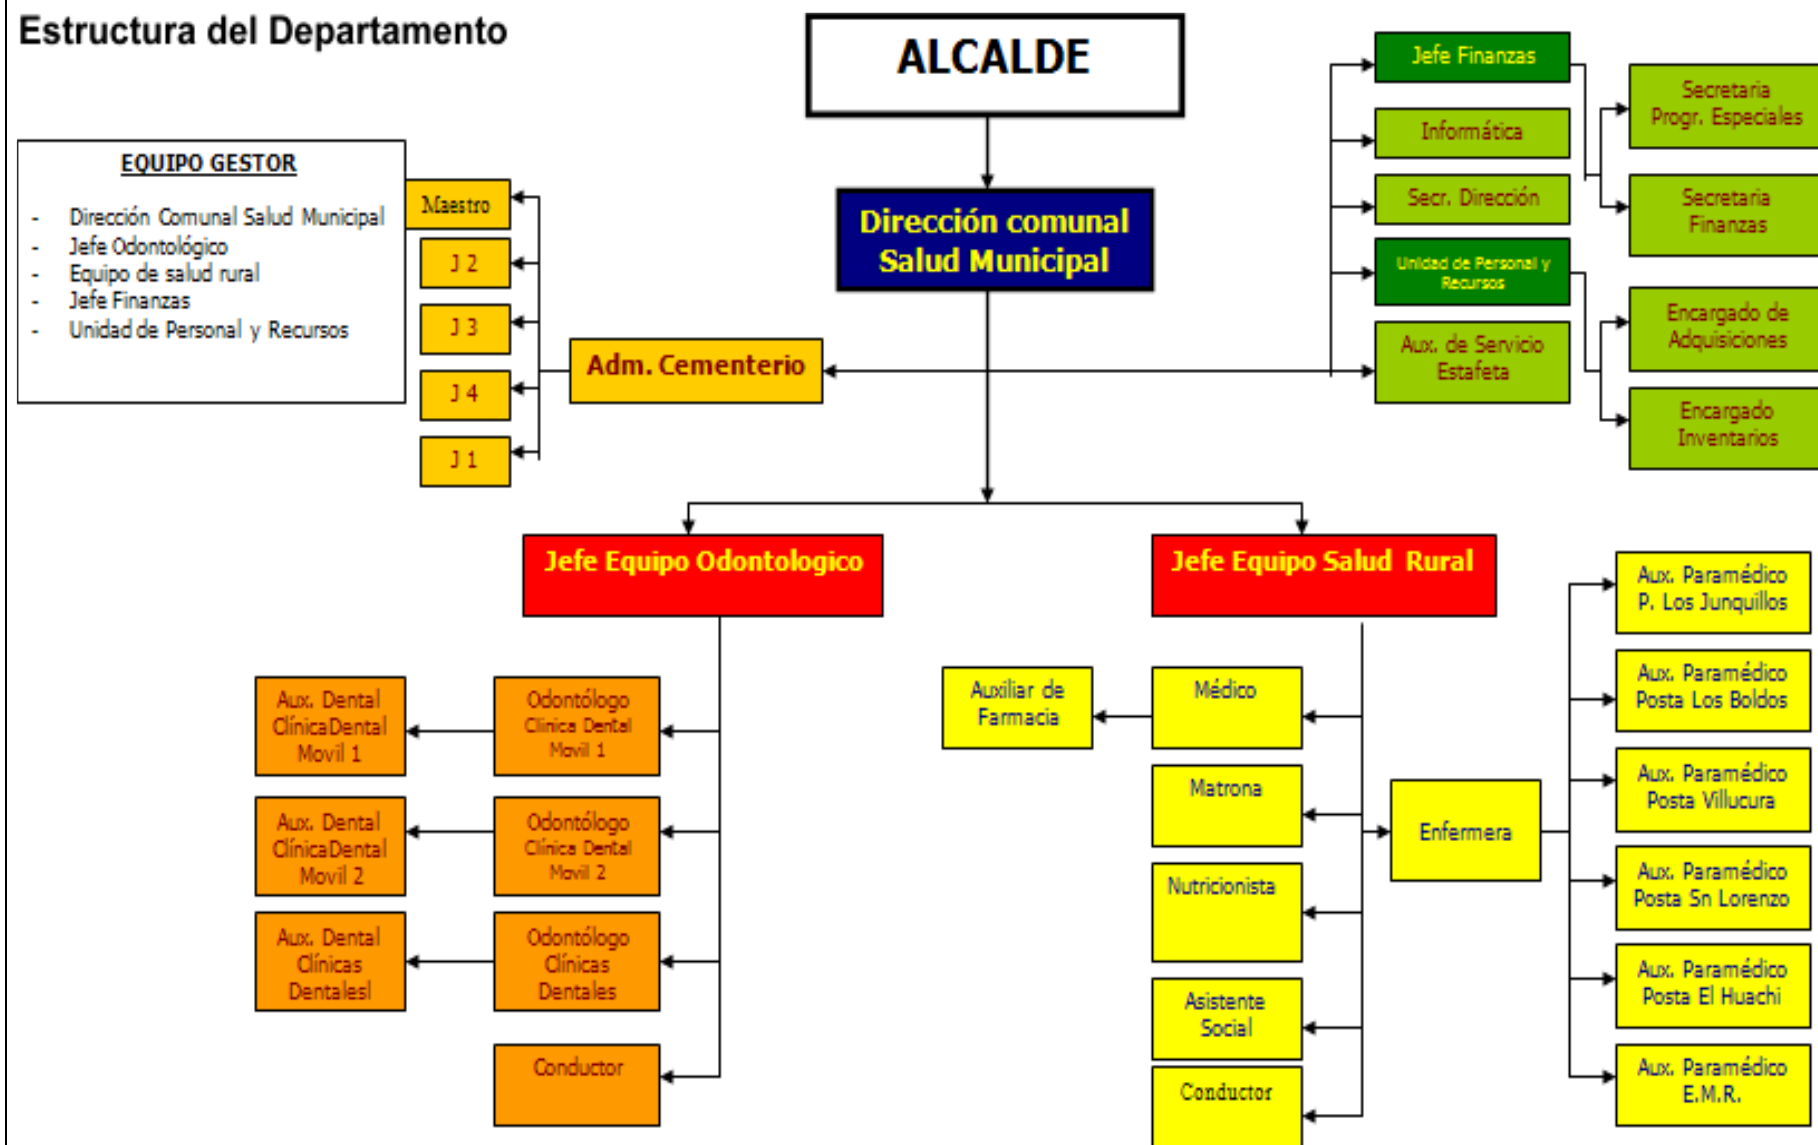 Estructura del Departamento
ALCALDE
EQUIPO GESTOR
- Dirección Comunal Salud Municipal
- Jefe Odontológico
- Equipo de salud rural
- Jefe Finanzas
- Unidad de Personal y Recursos
Maestro
J 2
J 3
J 4
J 1
Adm. Cementerio
Dirección comunal
Salud Municipal
Jefe Finanzas
Informática
Secr. Dirección
Unidad de Personal y
Recursos
Aux. de Servicio
Estafeta
Secretaria
Progr. Especiales
Secretaria
Finanzas
Encargado de
Adquisiciones
Encargado
Inventarios
Jefe Equipo Odontologico
Aux. Dental
ClínicaDental
Movil 1
Odontólogo
Clinica Dental
Movil 1
Aux. Dental
ClínicaDental
Movil 2
Odontólogo
Clínica Dental
Movil 2
Aux. Dental
Clínicas
Dentalesl
Odontólogo
Clínicas
Dentales
Conductor
Jefe Equipo Salud Rural
Auxiliar de
Farmacia
Médico
Matrona
Nutricionista
Asistente
Social
Conductor
Enfermera
Aux. Paramédico
P. Los Junquillos
Aux. Paramédico
Posta Los Boldos
Aux. Paramédico
Posta Villucura
Aux. Paramédico
Posta Sn Lorenzo
Aux. Paramédico
Posta El Huachi
Aux. Paramédico
E.M.R.